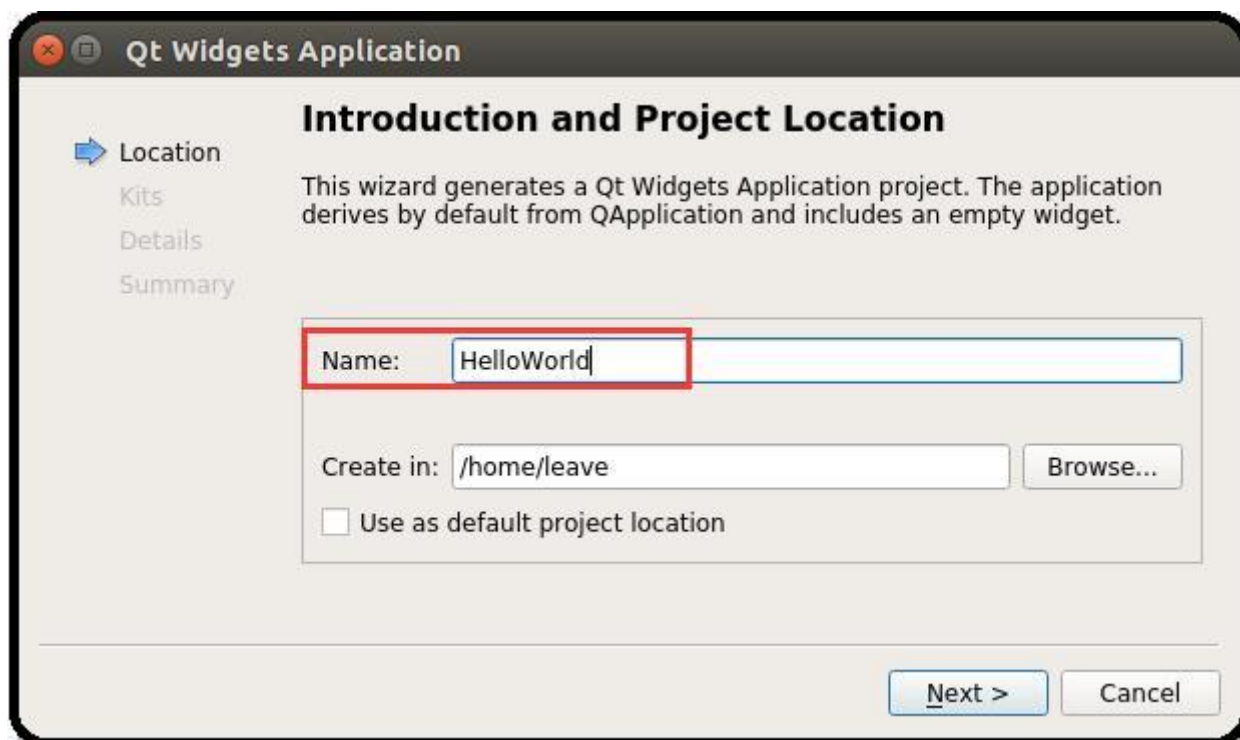 Qt Widgets Application
Introduction and Project Location
Location
Kits
Details
Summary
This wizard generates a Qt Widgets Application project. The application
derives by default from QApplication and includes an empty widget.
Name: HelloWorld
Create in: /home/leave Browse...
Use as default project location
Next > Cancel